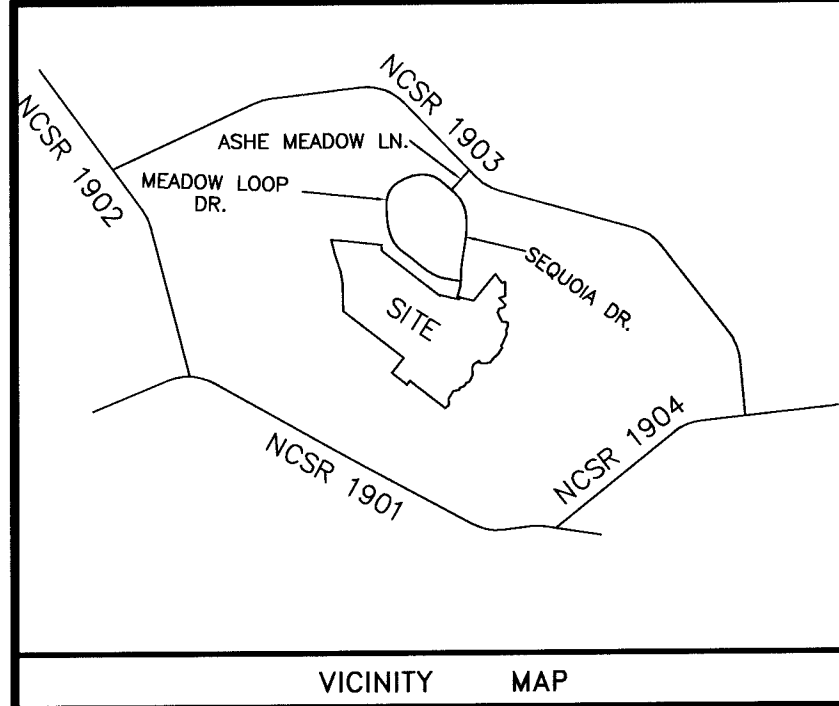 NCSR 1903
NCSR 1902
ASHE MEADOW LN.
MEADOW LOOP
DR.
SEQUOIA DR.
SITE
NCSR 1904
NCSR 1901
VICINITY MAP